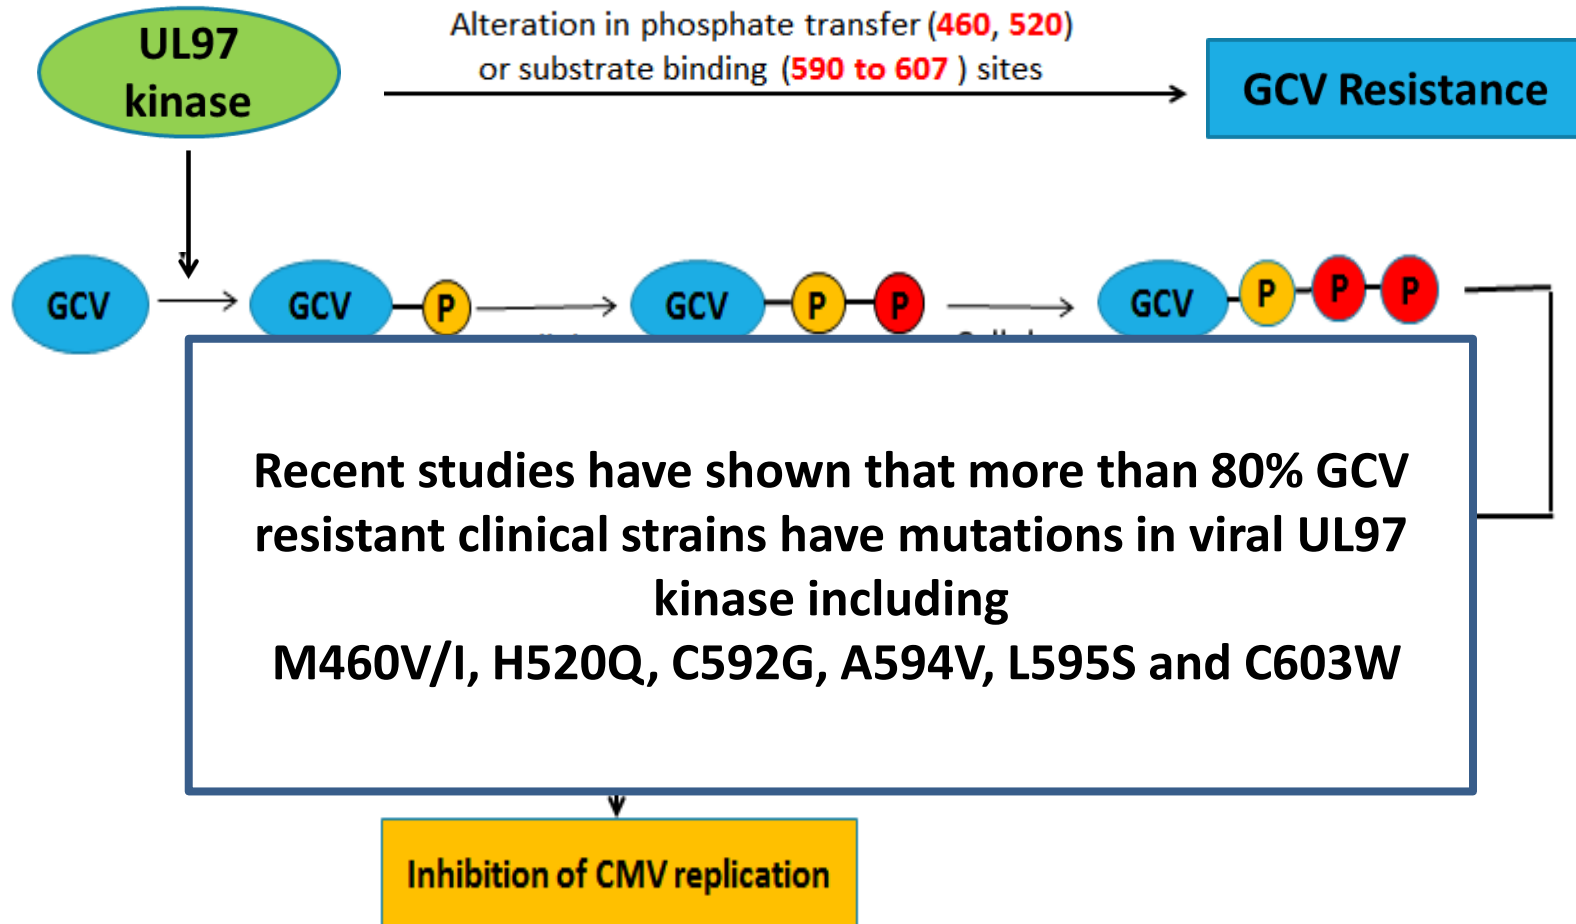 UL97
kinase
Alteration in phosphate transfer (460, 520)
or substrate binding (590 to 607 ) sites
GCV Resistance
GCV
GCV
P
GCV
P
P
GCV
P
P
P
Recent studies have shown that more than 80% GCV
resistant clinical strains have mutations in viral UL97
kinase including
M460V/I, H520Q, C592G, A594V, L595S and C603W
Inhibition of CMV replication